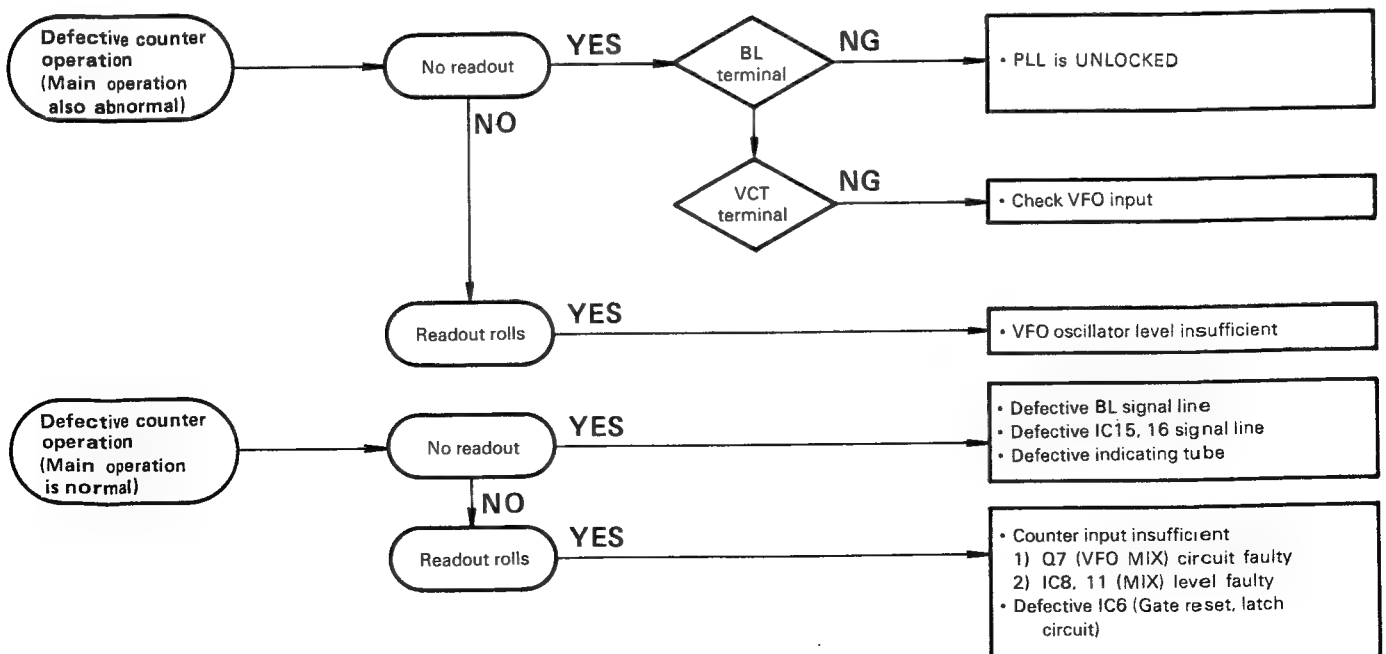 Defective counter
operation
(Main operation
also abnormal)
No readout
YES
BL
terminal
NG
• PLL is UNLOCKED
NO
VCT
terminal
NG
• Check VFO input
Readout rolls
YES
• VFO oscillator level insufficient
Defective counter
operation
(Main operation
is normal)
No readout
YES
• Defective BL signal line
• Defective IC15, 16 signal line
• Defective indicating tube
NO
Readout rolls
YES
• Counter input insufficient
1) Q7 (VFO MIX) circuit faulty
2) IC8, 11 (MIX) level faulty
• Defective IC6 (Gate reset, latch
circuit)